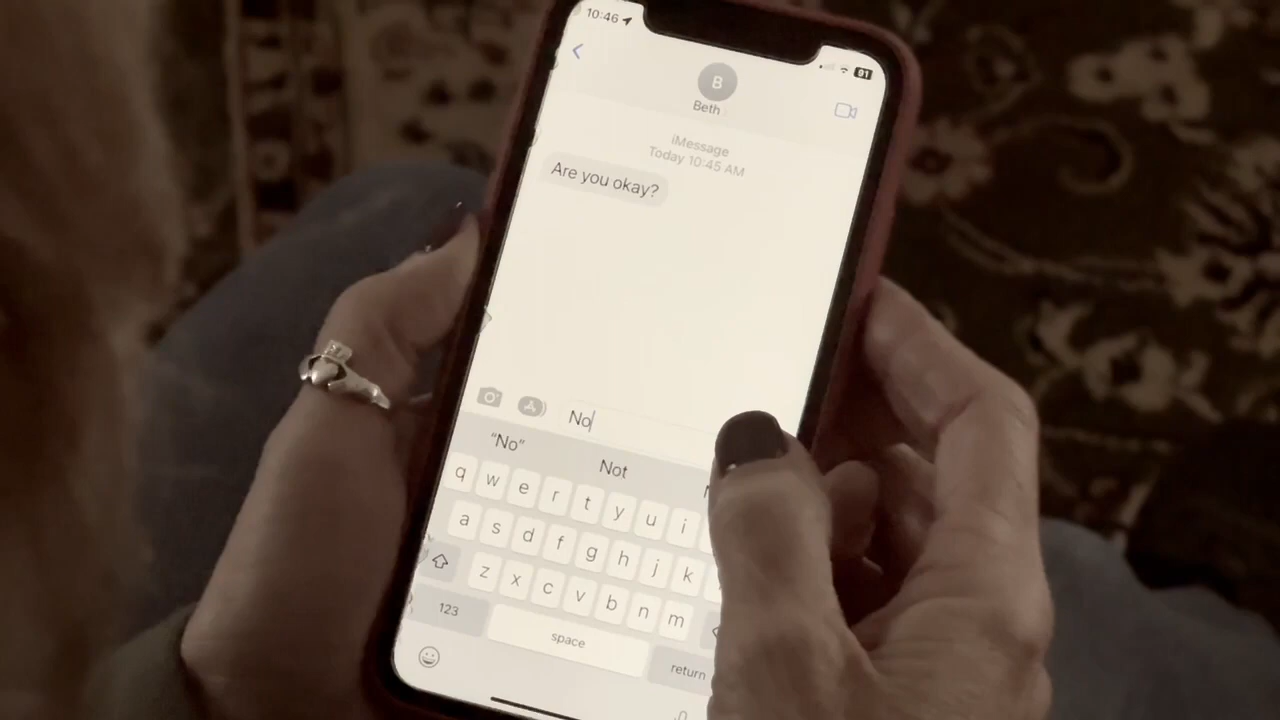 10:46
91
B
Beth
iMessage
Today 10:45 AM
Are you okay?
No
"No" Not
q w e r t y u i
a s d f g h j k
z x c v b n m
123 space return